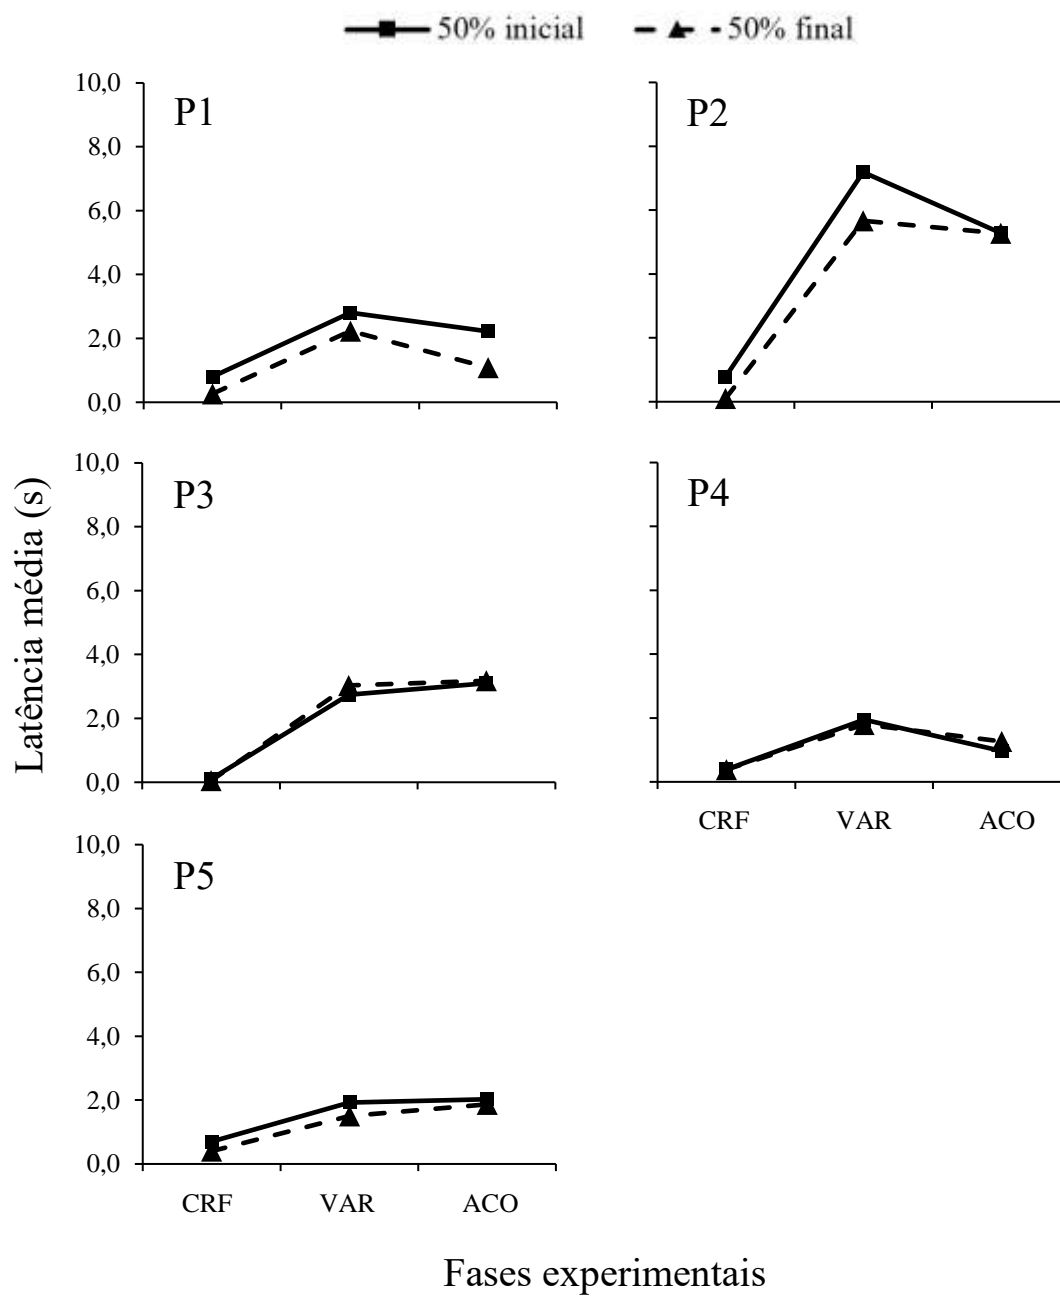 50% inicial 50% final
P1
10,0
8,0
6,0
4,0
2,0
0,0
P2
P3
10,0
8,0
6,0
4,0
2,0
0,0
P4
CRF VAR ACO
P5
10,0
8,0
6,0
4,0
2,0
0,0
CRF VAR ACO
Latência média (s)
Fases experimentais